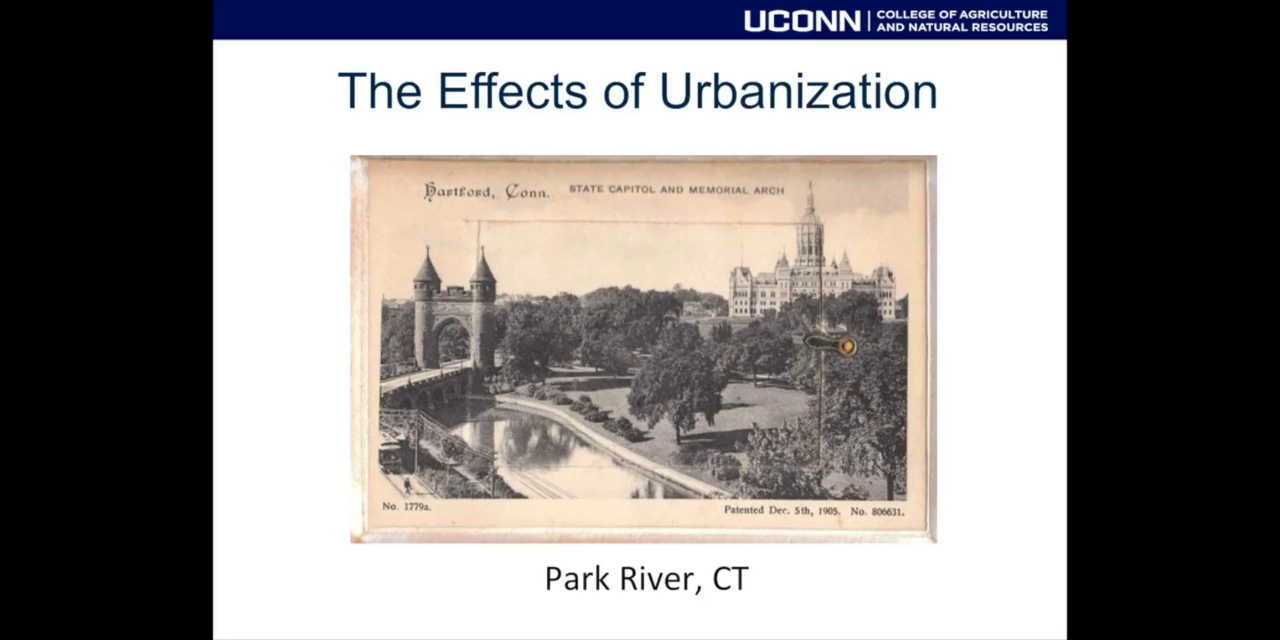 UCONN
COLLEGE OF AGRICULTURE
AND NATURAL RESOURCES
The Effects of Urbanization
Hartford, Conn. STATE CAPITOL AND MEMORIAL ARCH
No. 1779a.
Patented Dec. 5th, 1905. No. 806631.
Park River, CT